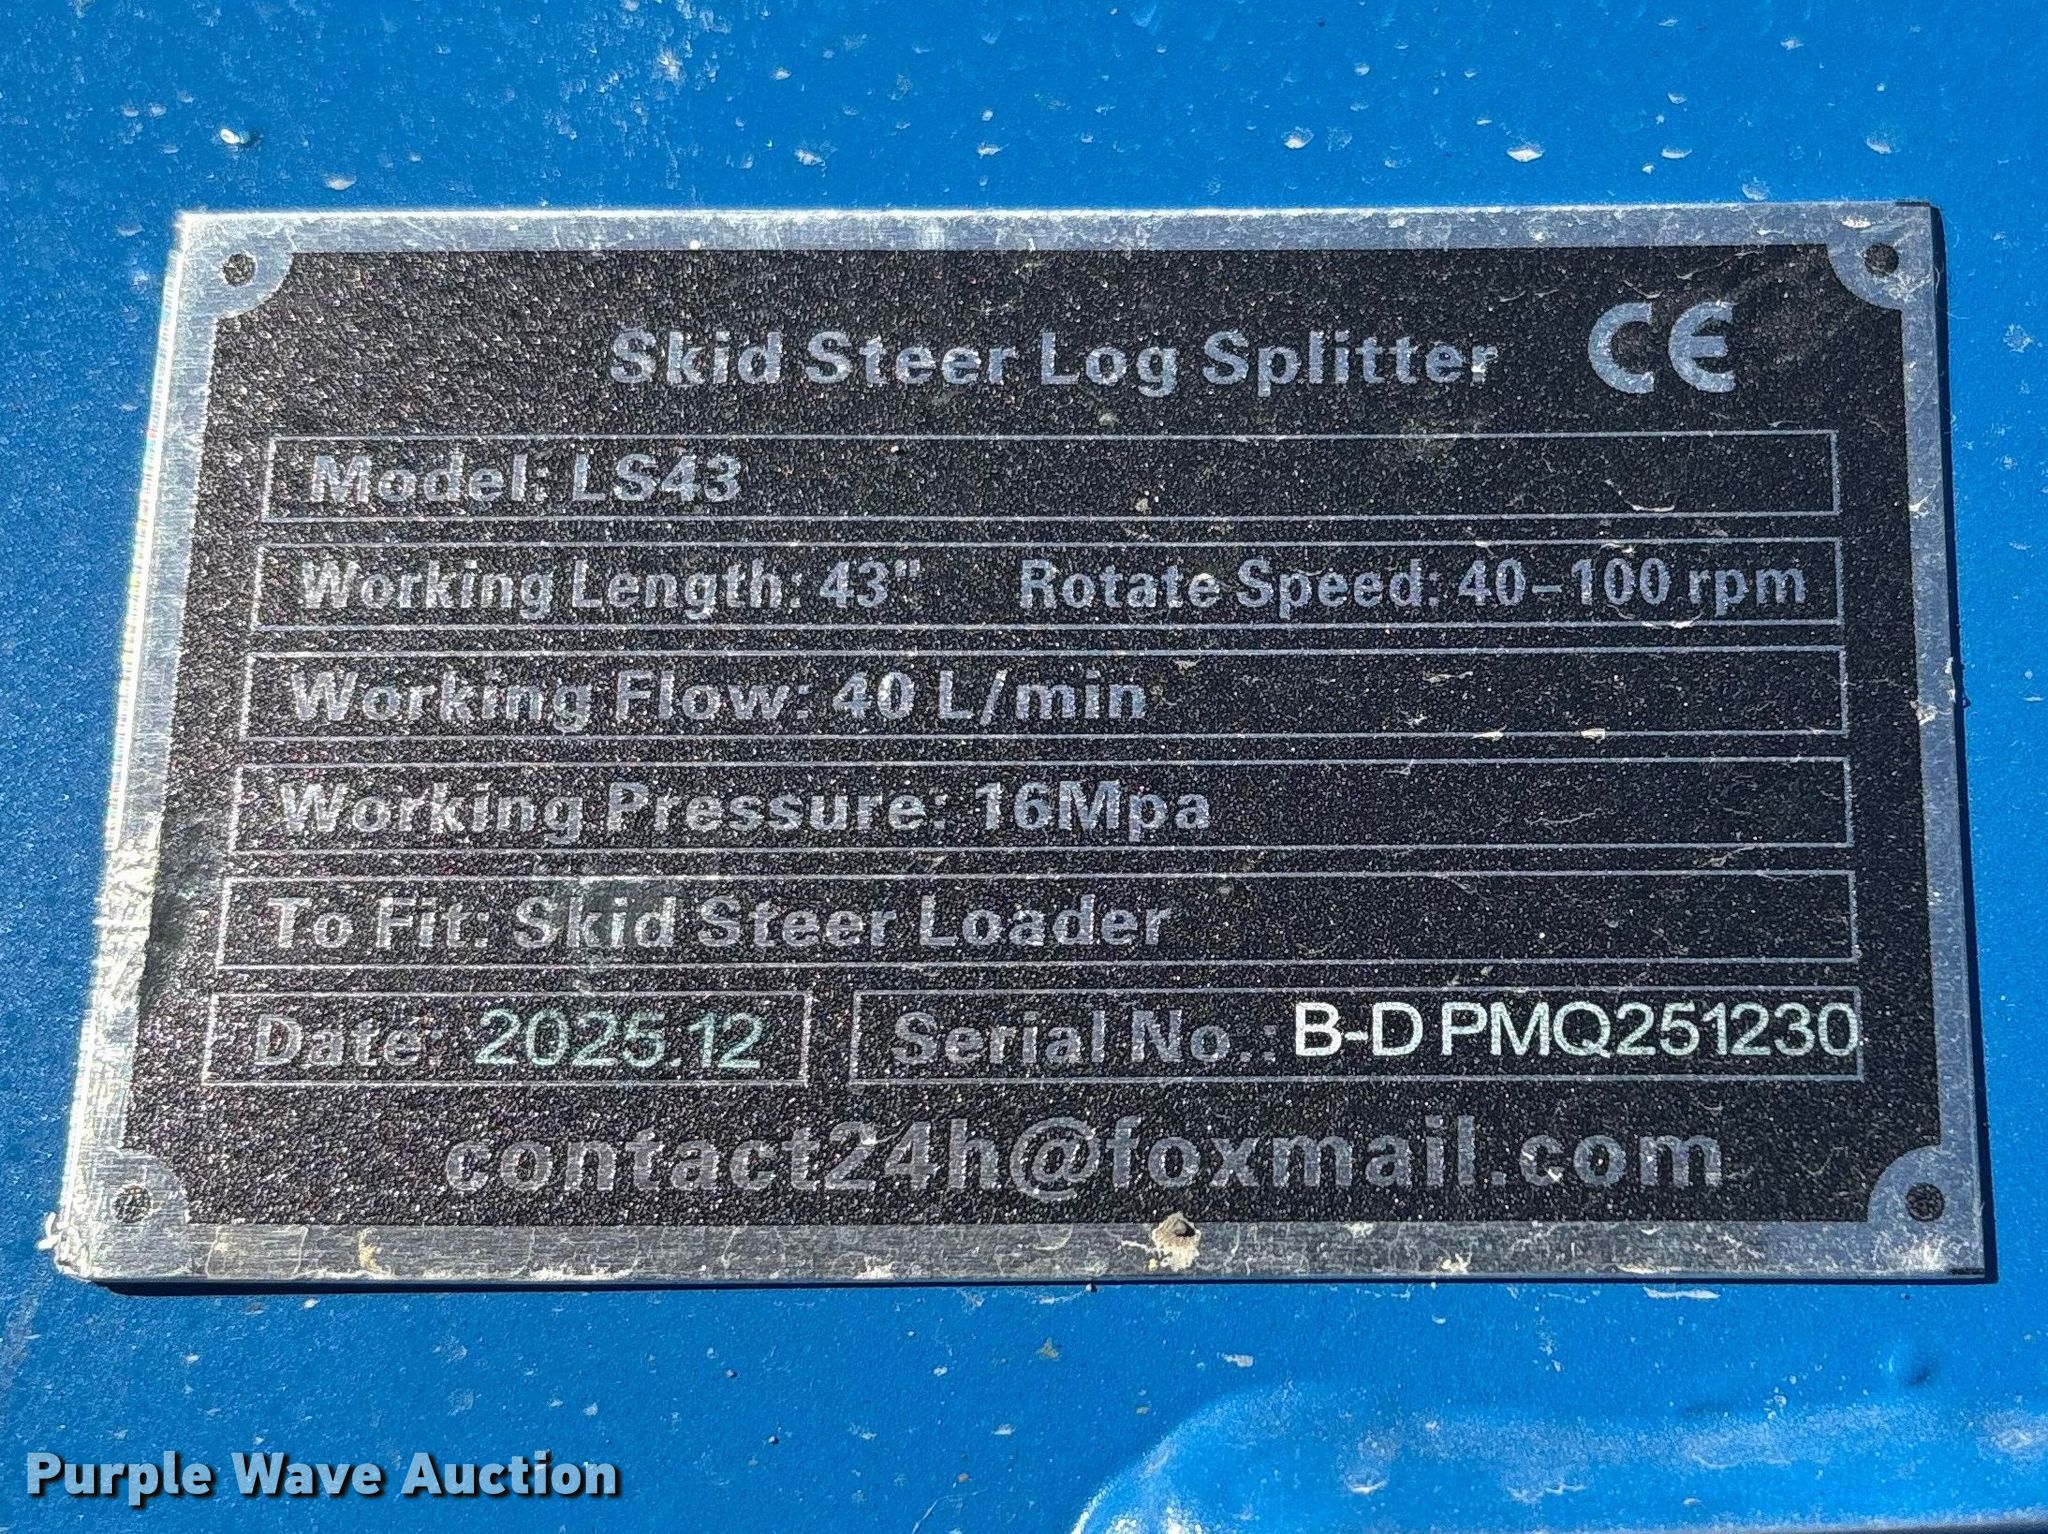 Skid Steer Log Splitter CE
Model: LS43
Working Length: 43" Rotate Speed: 40-100 rpm
Working Flow: 40 L/min
Working Pressure: 16Mpa
To Fit: Skid Steer Loader
Date: 2025.12 Serial No.: B-D PMQ251230
contact24h@foxmail.com
Purple Wave Auction